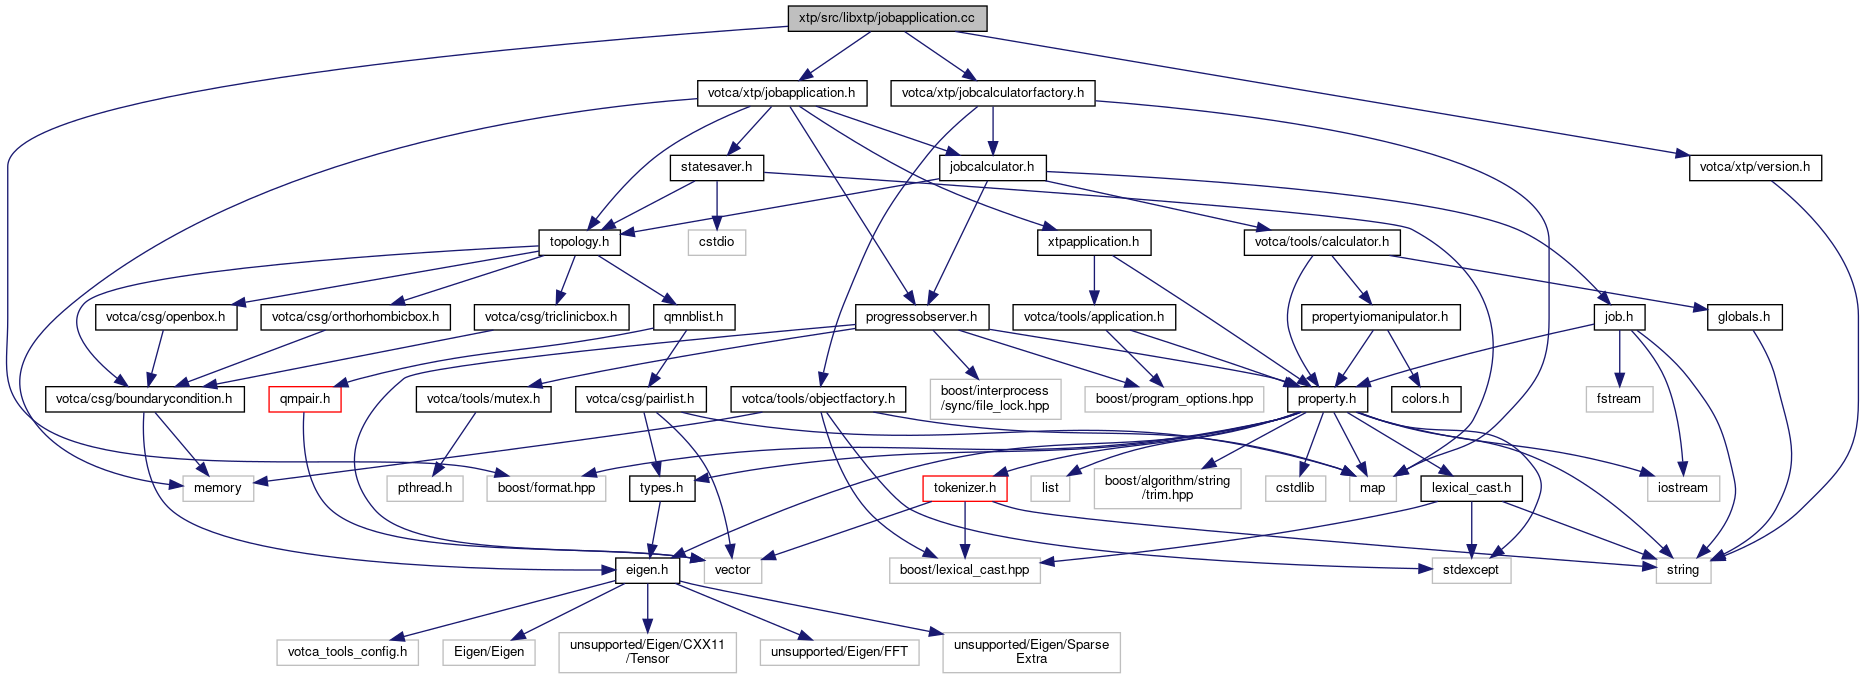 xtp/src/libxtp/jobapplication.cc
votca/xtp/jobapplication.h
votca/xtp/jobcalculatorfactory.h
statesaver.h
jobcalculator.h
votca/xtp/version.h
topology.h
cstdio
xtpapplication.h
votca/tools/calculator.h
votca/csg/openbox.h
votca/csg/orthorhombicbox.h
votca/csg/triclinicbox.h
qmnblist.h
progressobserver.h
votca/tools/application.h
propertyiomanipulator.h
job.h
globals.h
votca/csg/boundarycondition.h
qmpair.h
votca/tools/mutex.h
votca/csg/pairlist.h
votca/tools/objectfactory.h
boost/interprocess
/sync/file_lock.hpp
boost/program_options.hpp
property.h
colors.h
fstream
memory
pthread.h
boost/format.hpp
types.h
tokenizer.h
list
boost/algorithm/string
/trim.hpp
cstdlib
map
lexical_cast.h
iostream
eigen.h
vector
boost/lexical_cast.hpp
stdexcept
string
votca_tools_config.h
Eigen/Eigen
unsupported/Eigen/CXX11
/Tensor
unsupported/Eigen/FFT
unsupported/Eigen/Sparse
Extra